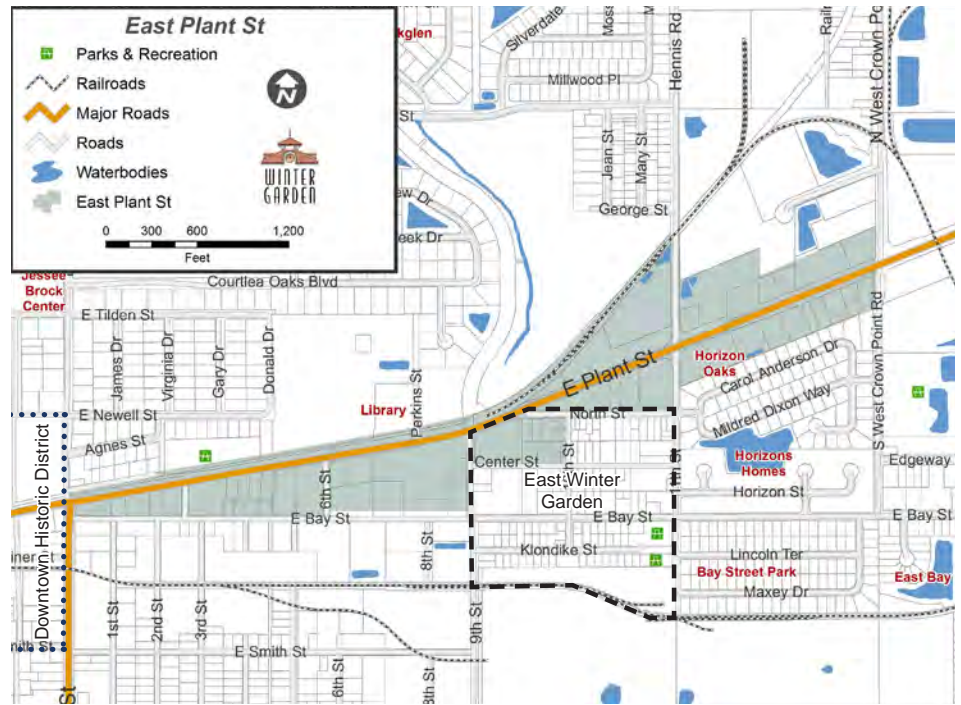 East Plant St
Parks & Recreation
Railroads
Major Roads
Roads
Waterbodies
East Plant St
0 300 600 1,200
Feet
N
WINTER
GARDEN
Silverdale
Millwood Pl
Hennis Rd
N West Crown Po
Jean St
Mary St
George St
St
Dr
Courtlea Oaks Blvd
Jessee
Brock
Center
E Tilden St
James Dr
Virginia Dr
Gary Dr
Donald Dr
E Newell St
Agnes St
Library
Perkins St
E Plant St
Horizon
Oaks
Carol Anderson Dr
Mildred Dixon Way
S West Crown Point Rd
North St
Center St
6th St
East Winter
Garden
Horizons
Homes
Edgeway
Horizon St
Downtown Historic District
E Bay St
E Bay St
E Bay St
8th St
Klondike St
Lincoln Ter
Bay Street Park
Maxey Dr
East Bay
1st St
2nd St
3rd St
9th St
E Smith St
6th St
8th St
St